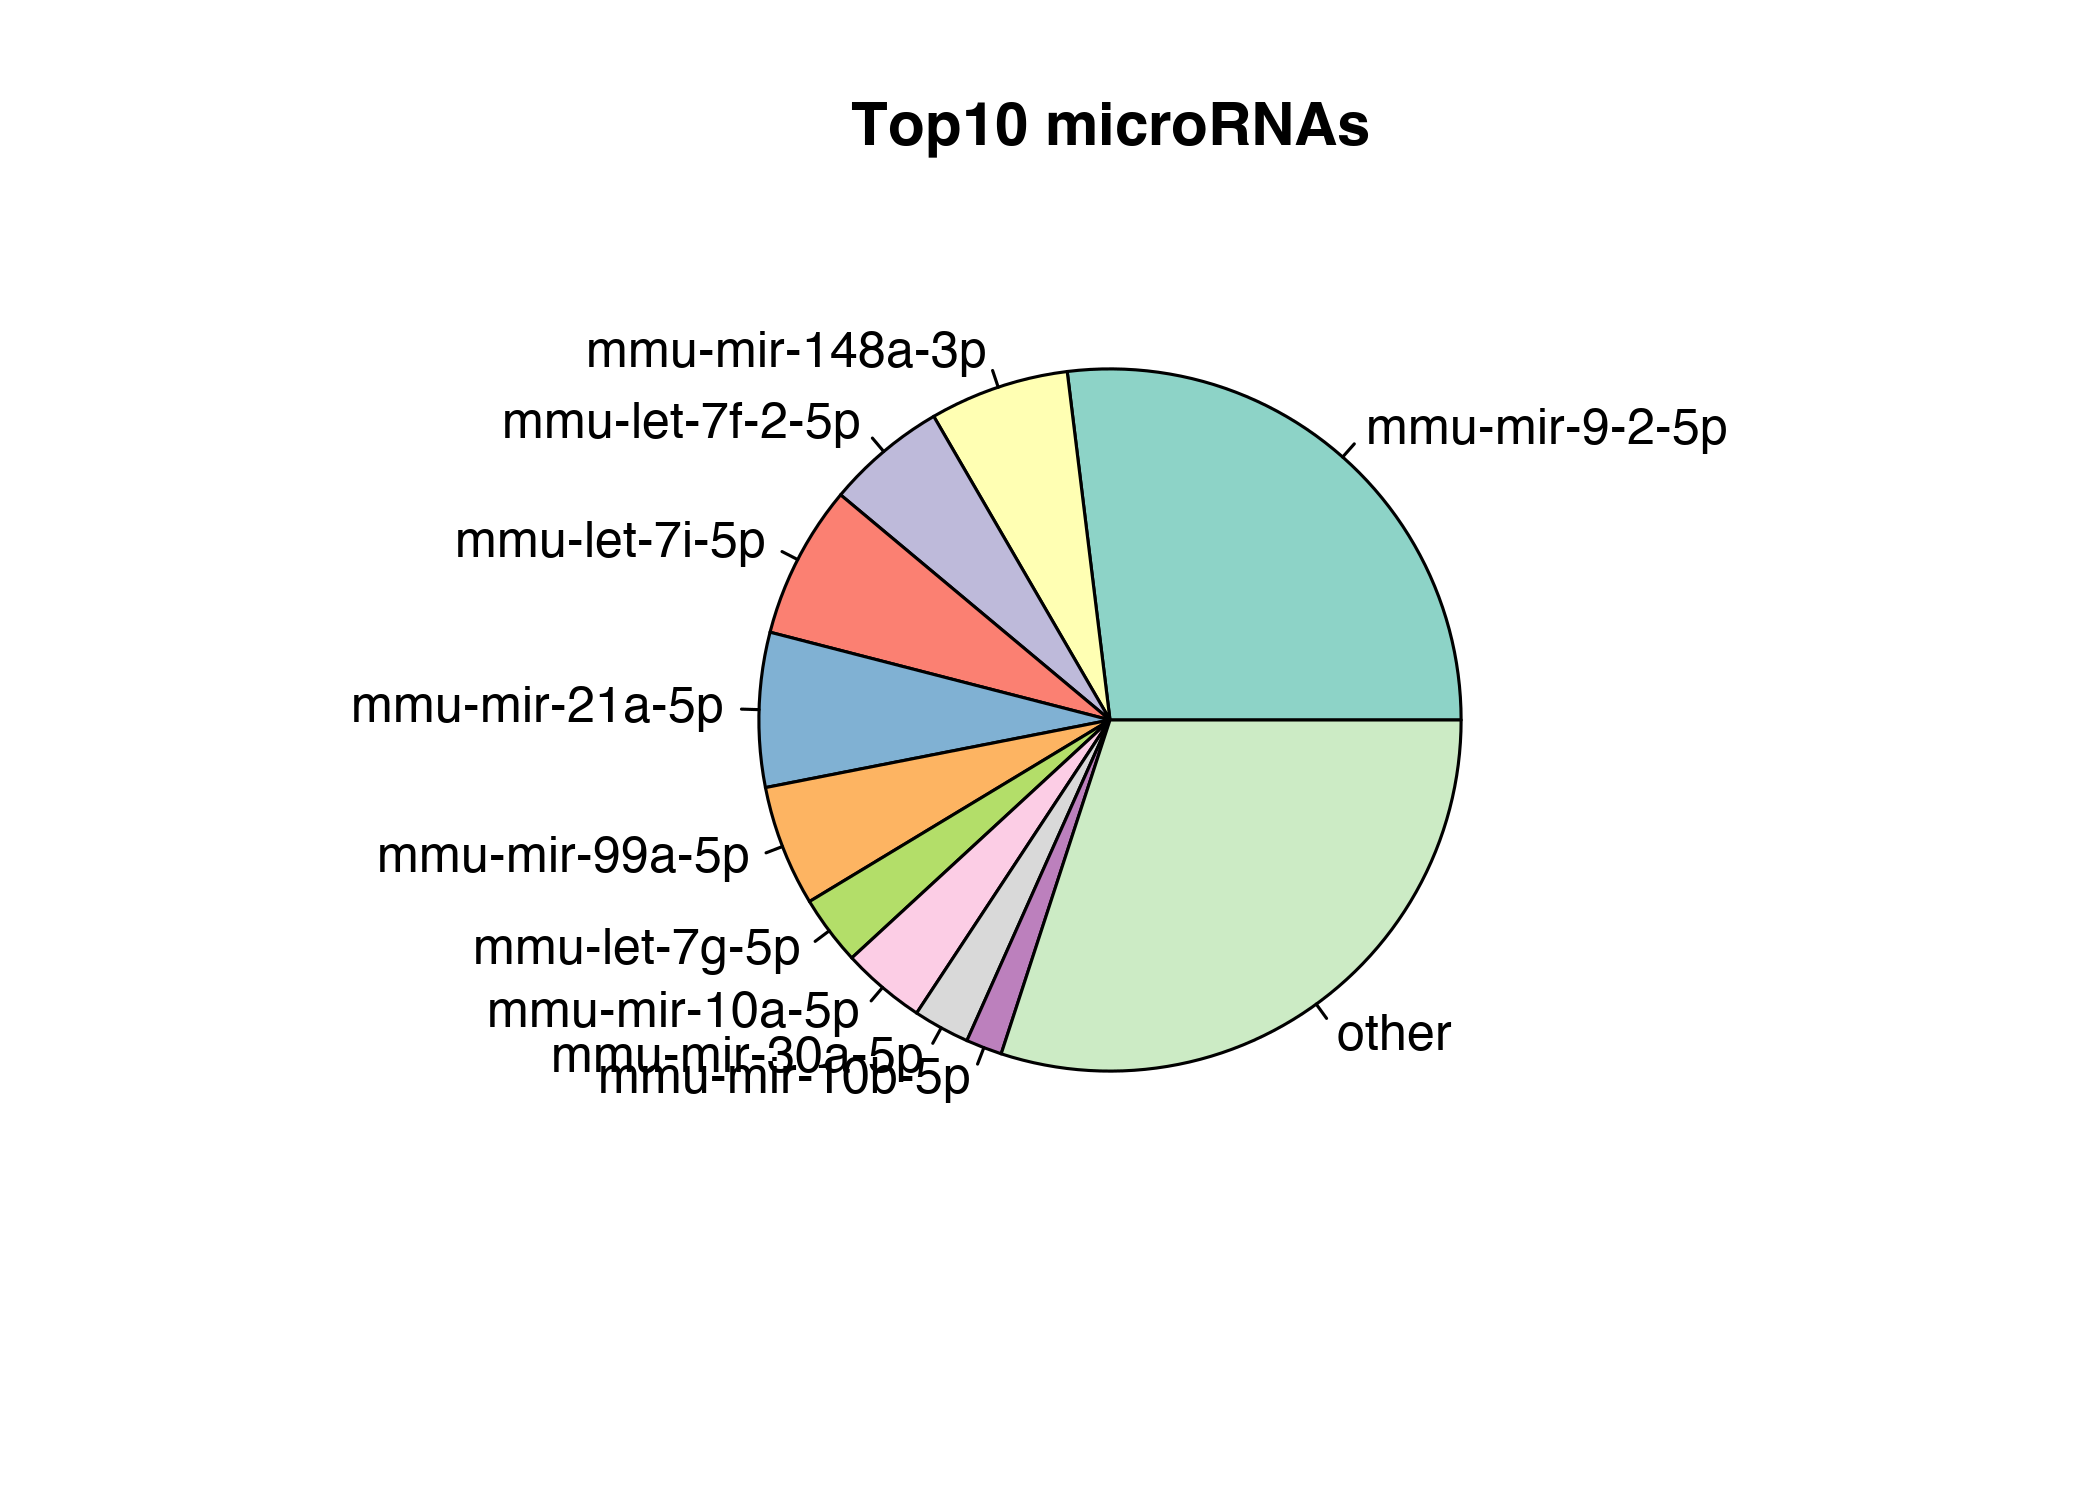 Top10 microRNAs
mmu-mir-148a-3p
mmu-let-7f-2-5p
mmu-mir-9-2-5p
mmu-let-7i-5p
mmu-mir-21a-5p
mmu-mir-99a-5p
mmu-let-7g-5p
mmu-mir-10a-5p
other
mmu-mir-30a-5p
mmu-mir-10b-5p